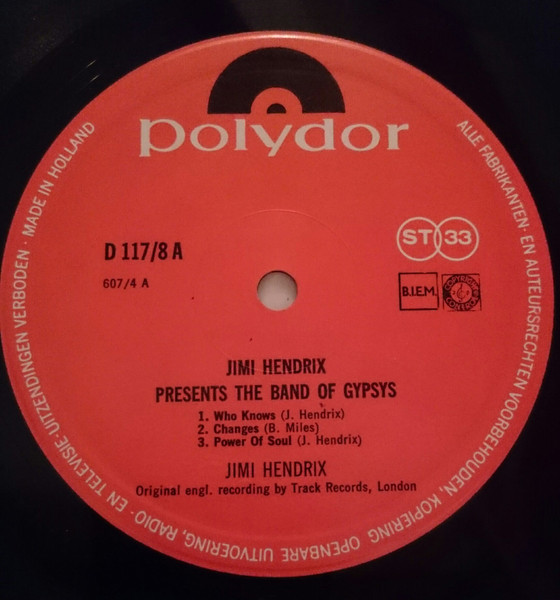 polydor
MADE IN HOLLAND · ALLE FABRIKANTEN- EN AUTEURSRECHTEN VOORBEHOUDEN, KOPIERING, OPENBARE UITVOERING, RADIO- EN TELEVISIE-UITZENDINGEN VERBODEN ·
D 117/8 A
607/4 A
ST 33
B.I.E.M.
JIMI HENDRIX
PRESENTS THE BAND OF GYPSYS
1. Who Knows (J. Hendrix)
2. Changes (B. Miles)
3. Power Of Soul (J. Hendrix)
JIMI HENDRIX
Original engl. recording by Track Records, London